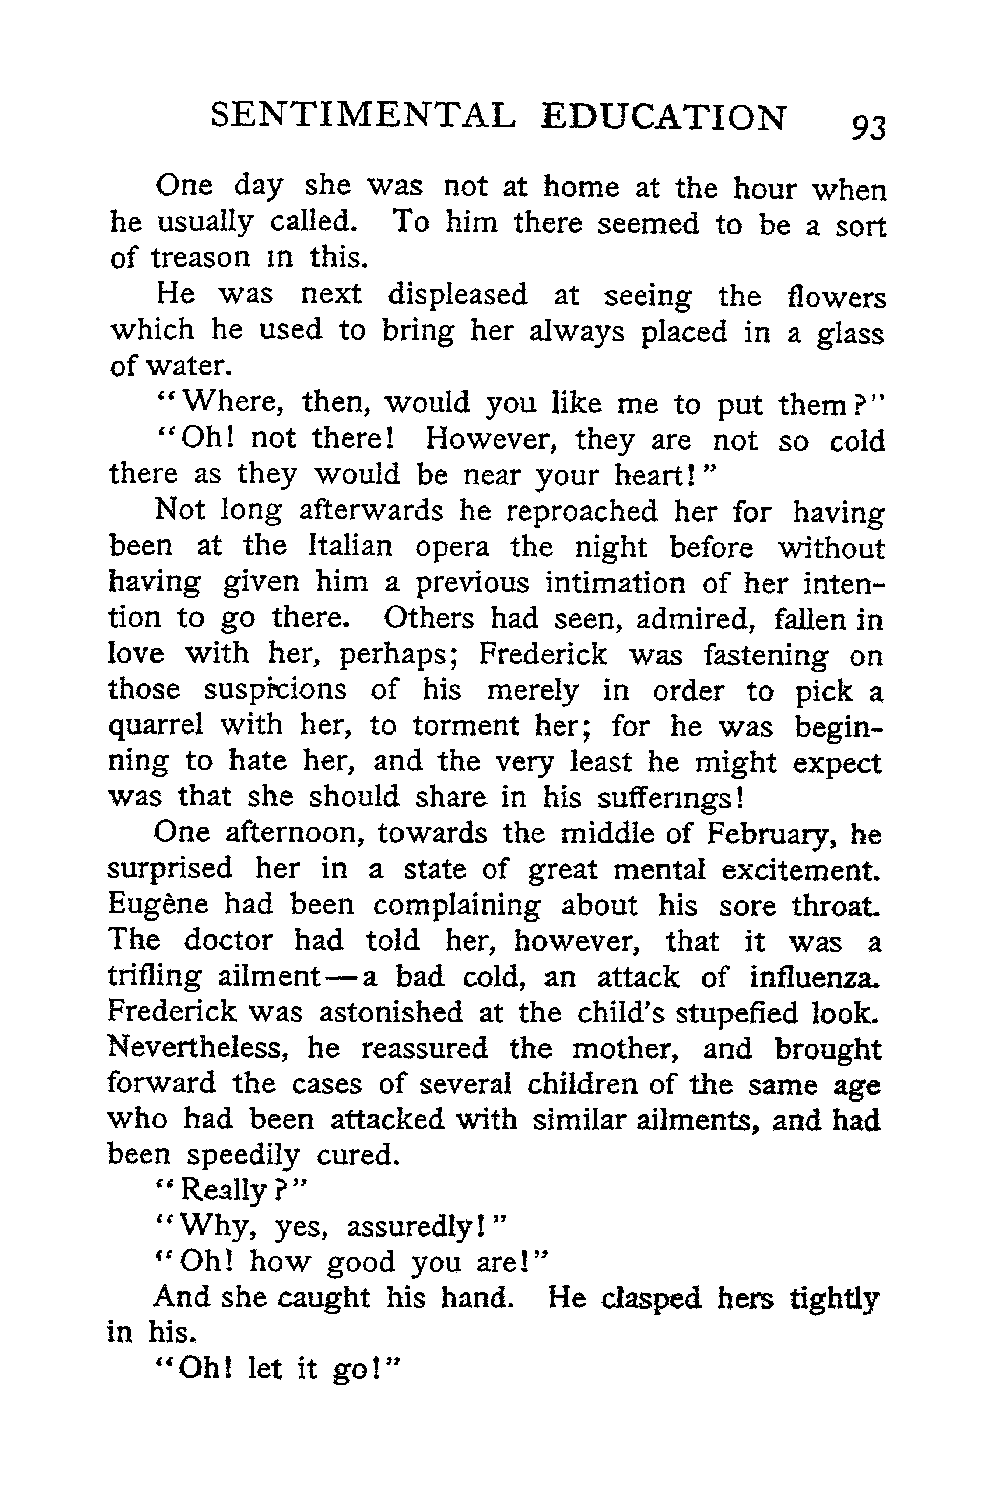 SENTIMENTAL EDUCATION 93
One day she was not at home at the hour when
he usually called. To him there seemed to be a sort
of treason in this.
He was next displeased at seeing the flowers
which he used to bring her always placed in a glass
of water.
"Where, then, would you like me to put them?"
"Oh! not there! However, they are not so cold
there as they would be near your heart!"
Not long afterwards he reproached her for having
been at the Italian opera the night before without
having given him a previous intimation of her inten-
tion to go there. Others had seen, admired, fallen in
love with her, perhaps; Frederick was fastening on
those suspicions of his merely in order to pick a
quarrel with her, to torment her; for he was begin-
ning to hate her, and the very least he might expect
was that she should share in his sufferings!
One afternoon, towards the middle of February, he
surprised her in a state of great mental excitement.
Eugène had been complaining about his sore throat.
The doctor had told her, however, that it was a
trifling ailment—a bad cold, an attack of influenza.
Frederick was astonished at the child's stupefied look.
Nevertheless, he reassured the mother, and brought
forward the cases of several children of the same age
who had been attacked with similar ailments, and had
been speedily cured.
"Really?"
"Why, yes, assuredly!"
"Oh! how good you are!"
And she caught his hand. He clasped hers tightly
in his.
"Oh! let it go!"